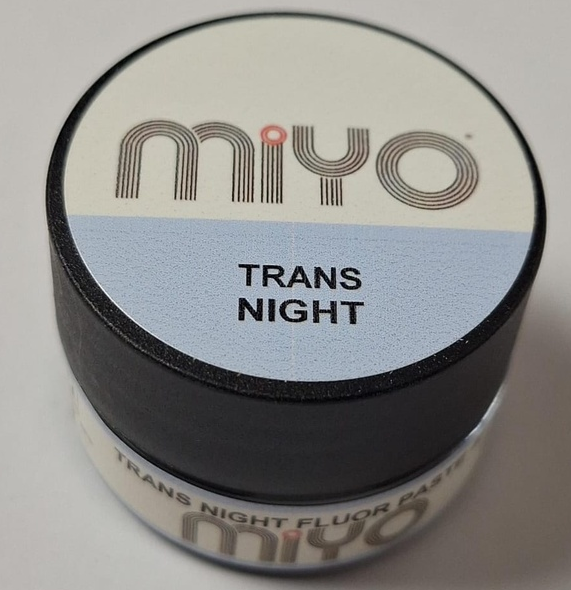 miyo
TRANS
NIGHT
TRANS NIGHT FLUOR PASTE
miyo